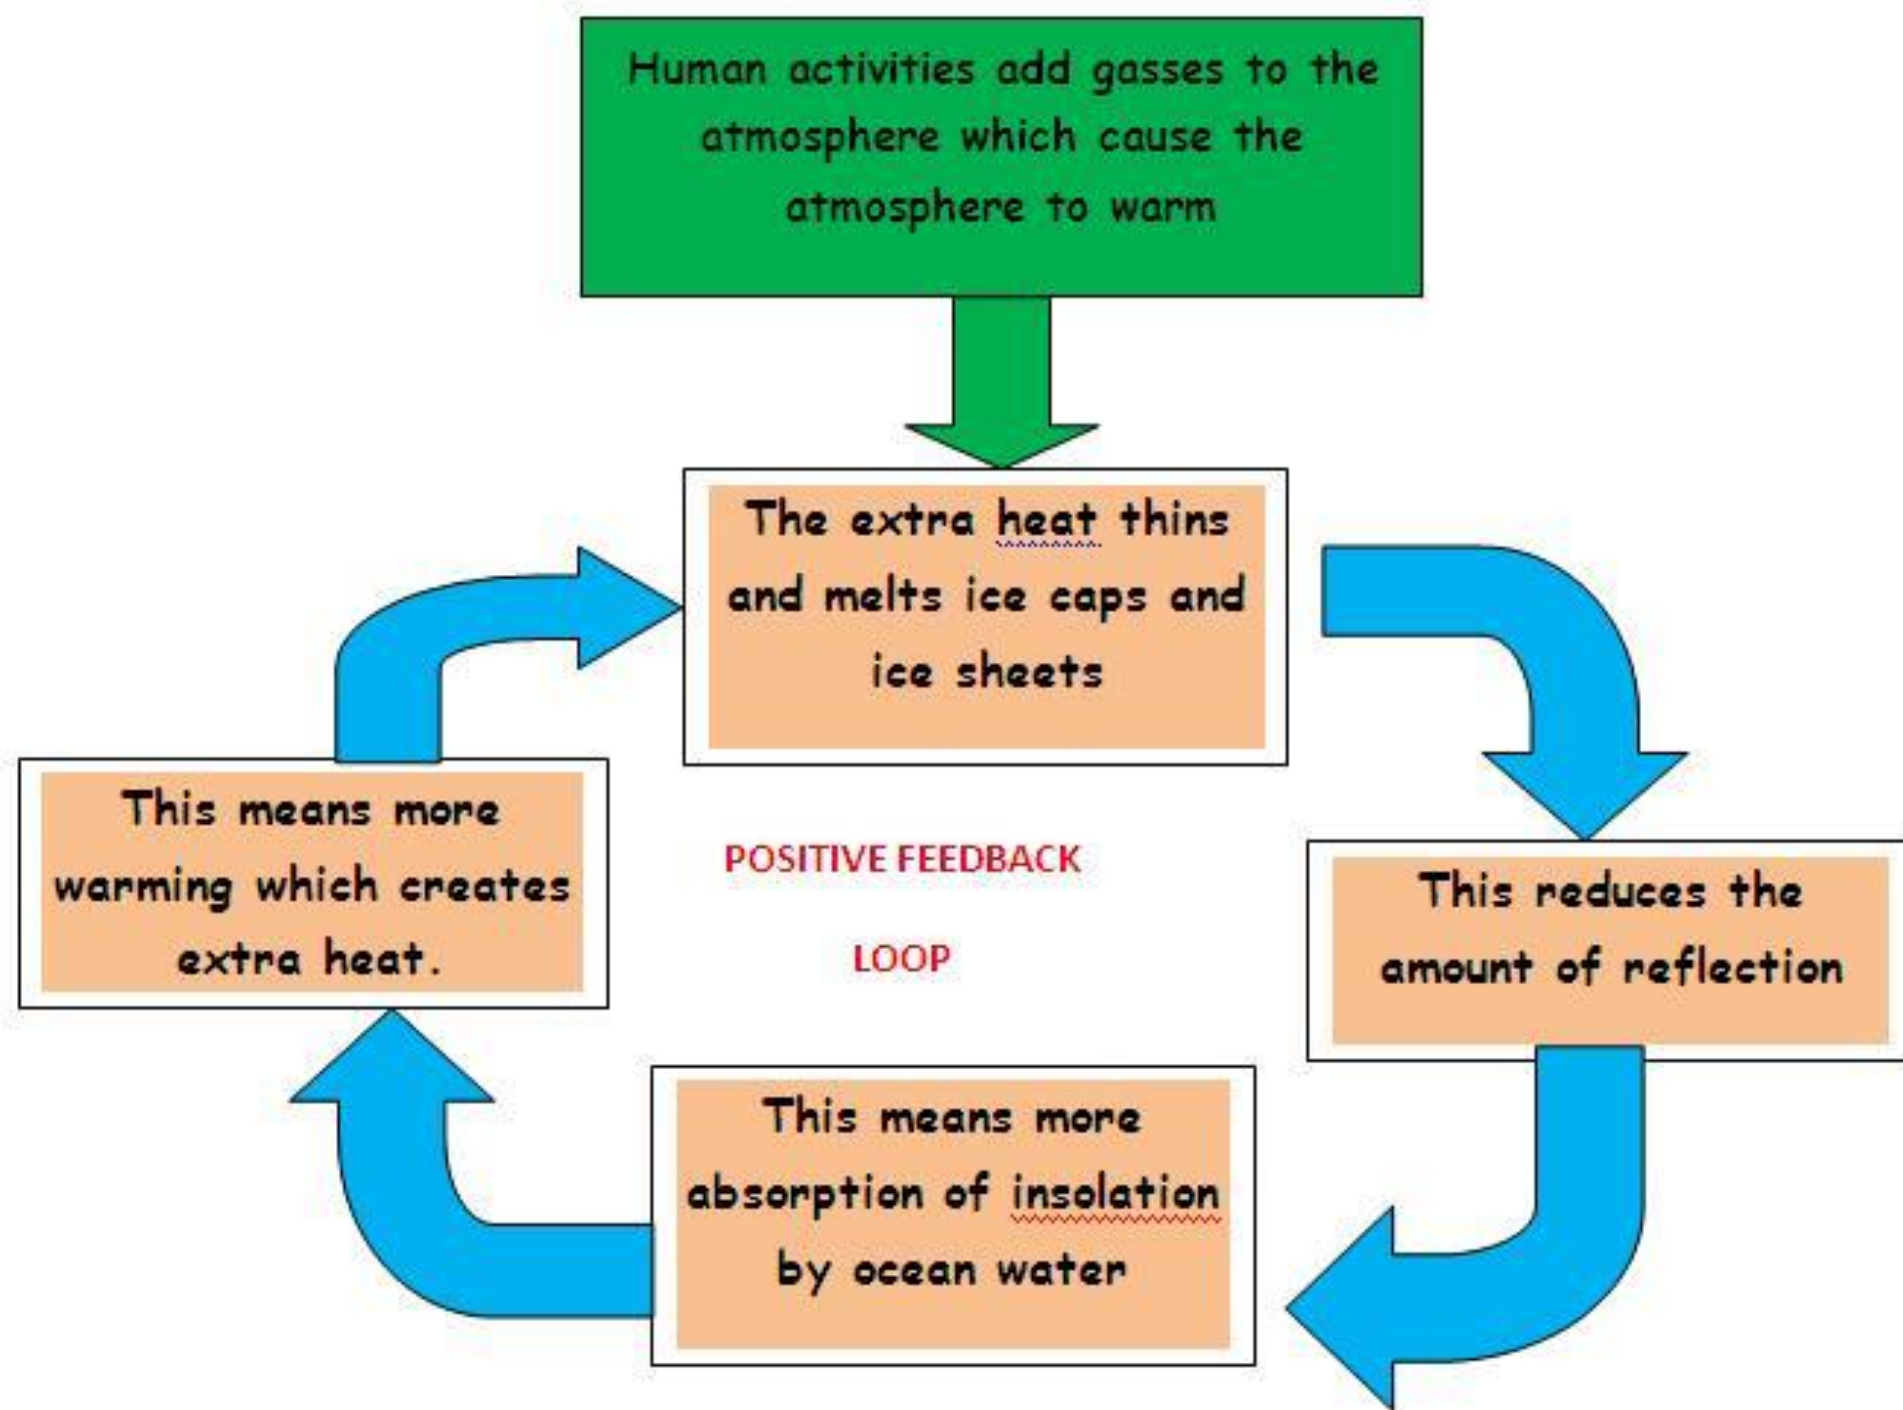 Human activities add gasses to the
atmosphere which cause the
atmosphere to warm
The extra heat thins
and melts ice caps and
ice sheets
This reduces the
amount of reflection
This means more
absorption of insolation
by ocean water
This means more
warming which creates
extra heat.
POSITIVE FEEDBACK
LOOP